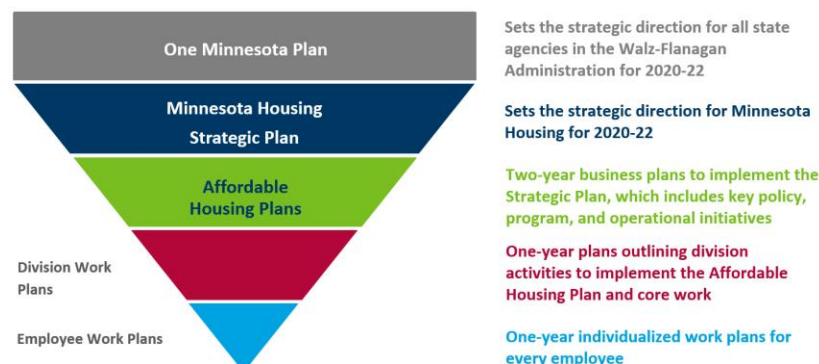 One Minnesota Plan
Sets the strategic direction for all state
agencies in the Walz-Flanagan
Administration for 2020-22
Minnesota Housing
Strategic Plan
Sets the strategic direction for Minnesota
Housing for 2020-22
Affordable
Housing Plans
Two-year business plans to implement the
Strategic Plan, which includes key policy,
program, and operational initiatives
Division Work
Plans
One-year plans outlining division
activities to implement the Affordable
Housing Plan and core work
Employee Work Plans
One-year individualized work plans for
every employee